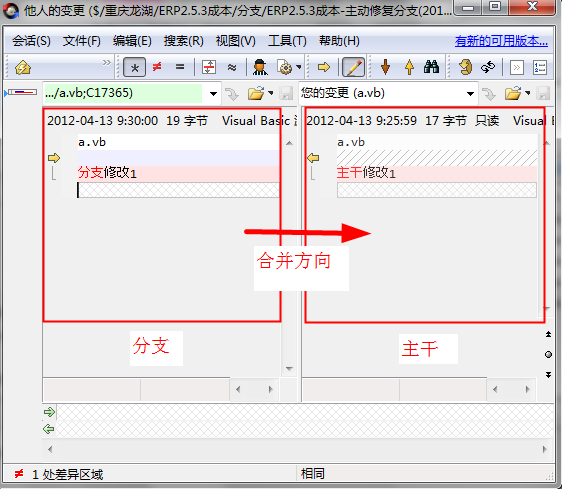 他人的变更 ($/重庆龙湖/ERP2.5.3成本/分支/ERP2.5.3成本-主动修复分支(201...
会话(S) 文件(F) 编辑(E) 搜索(R) 视图(V) 工具(T) 帮助(H) 有新的可用版本...
.../a.vb;C17365) 您的变更 (a.vb)
2012-04-13 9:30:00 19 字节 Visual Basic 2012-04-13 9:25:59 17 字节 只读 Visual B
a.vb a.vb
分支修改1 主干修改1
合并方向
分支 主干
1 处差异区域 相同